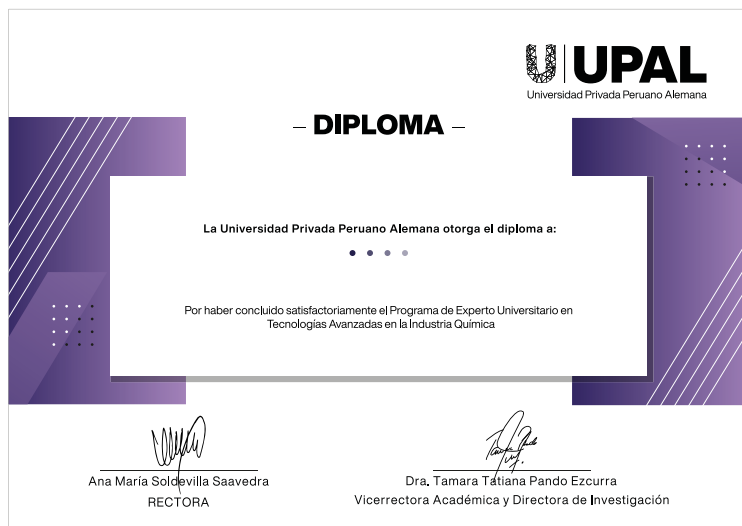 UPAL
Universidad Privada Peruano Alemana
– DIPLOMA –
La Universidad Privada Peruano Alemana otorga el diploma a:
Por haber concluido satisfactoriamente el Programa de Experto Universitario en
Tecnologías Avanzadas en la Industria Química
Ana María Soldevilla Saavedra
RECTORA
Dra. Tamara Tatiana Pando Ezcurra
Vicerrectora Académica y Directora de Investigación